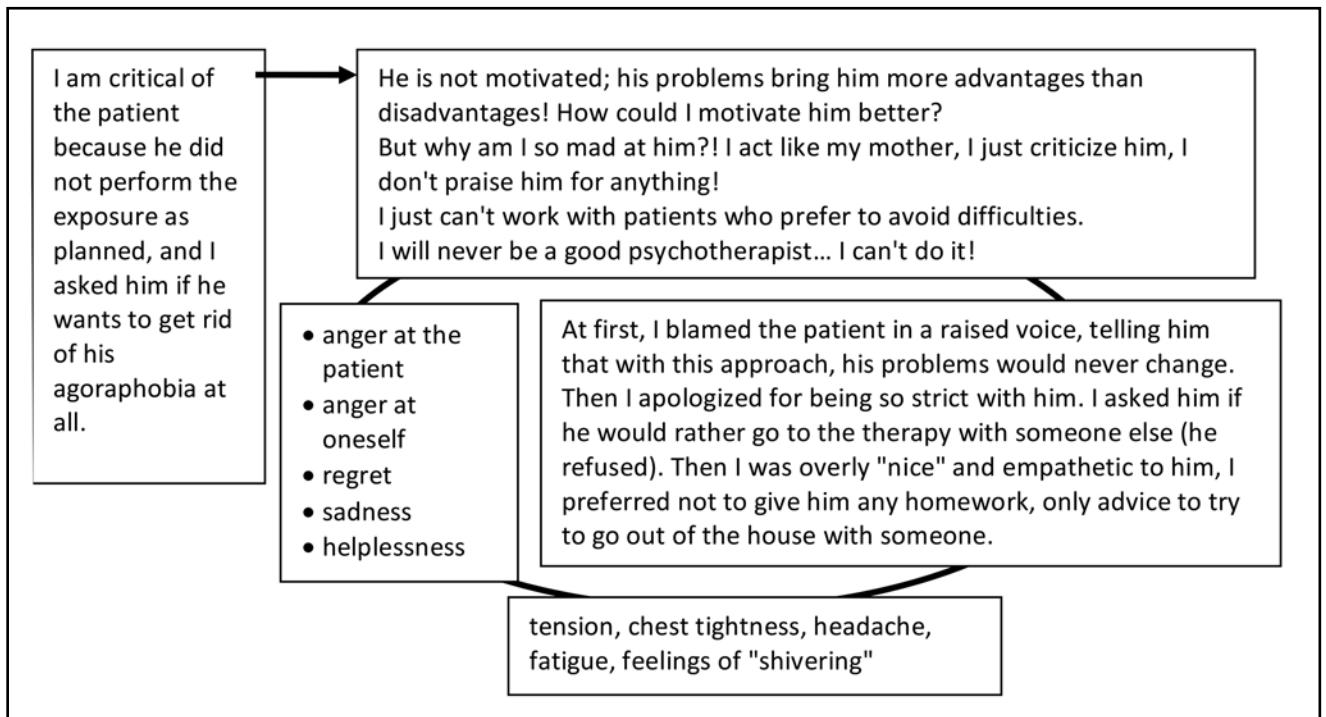 I am critical of
the patient
because he did
not perform the
exposure as
planned, and I
asked him if he
wants to get rid
of his
agoraphobia at
all.
He is not motivated; his problems bring him more advantages than
disadvantages! How could I motivate him better?
But why am I so mad at him?! I act like my mother, I just criticize him, I
don't praise him for anything!
I just can't work with patients who prefer to avoid difficulties.
I will never be a good psychotherapist... I can't do it!
• anger at the
patient
• anger at
oneself
• regret
• sadness
• helplessness
At first, I blamed the patient in a raised voice, telling him
that with this approach, his problems would never change.
Then I apologized for being so strict with him. I asked him if
he would rather go to the therapy with someone else (he
refused). Then I was overly "nice" and empathetic to him, I
preferred not to give him any homework, only advice to try
to go out of the house with someone.
tension, chest tightness, headache,
fatigue, feelings of "shivering"